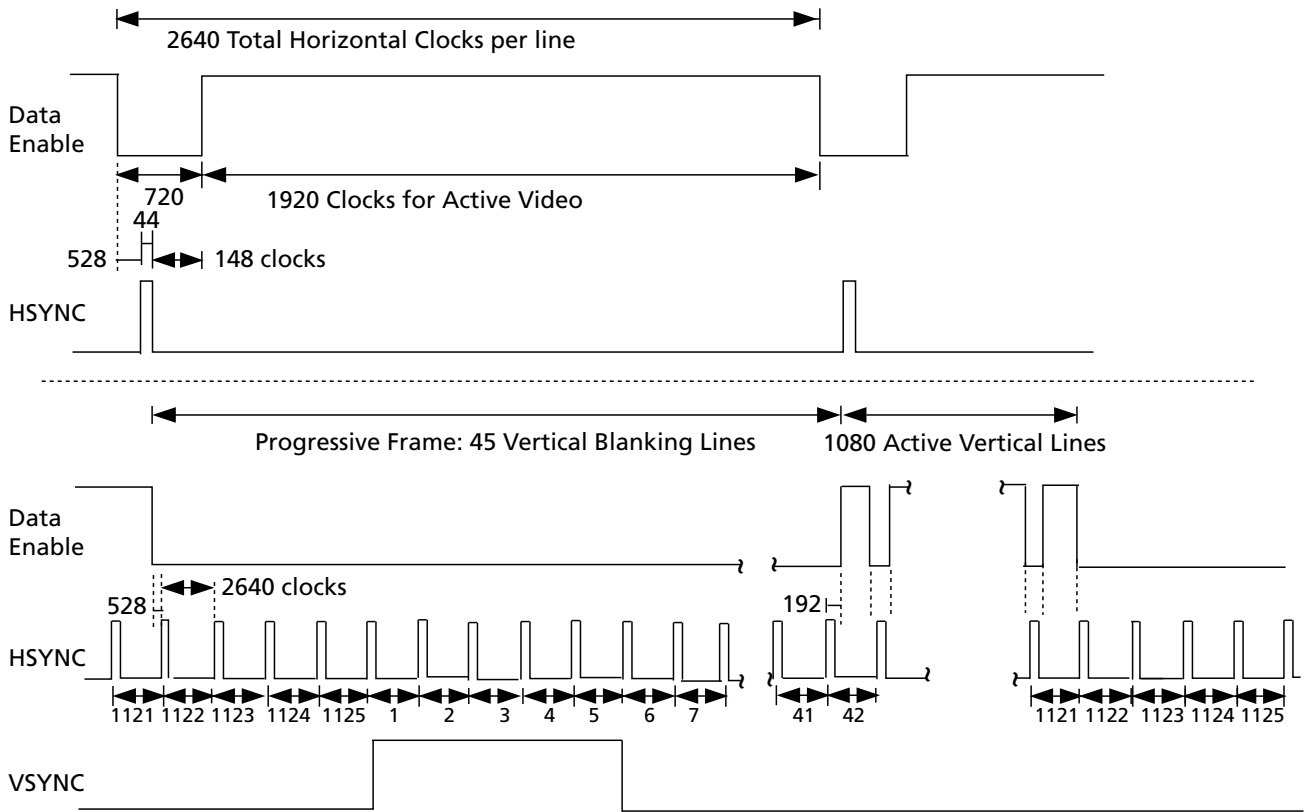 2640 Total Horizontal Clocks per line
Data
Enable
720
1920 Clocks for Active Video
44
528
148 clocks
HSYNC
Progressive Frame: 45 Vertical Blanking Lines
1080 Active Vertical Lines
Data
Enable
2640 clocks
528
192
HSYNC
1121 1122 1123 1124 1125 1 2 3 4 5 6 7 41 42 1121 1122 1123 1124 1125
VSYNC